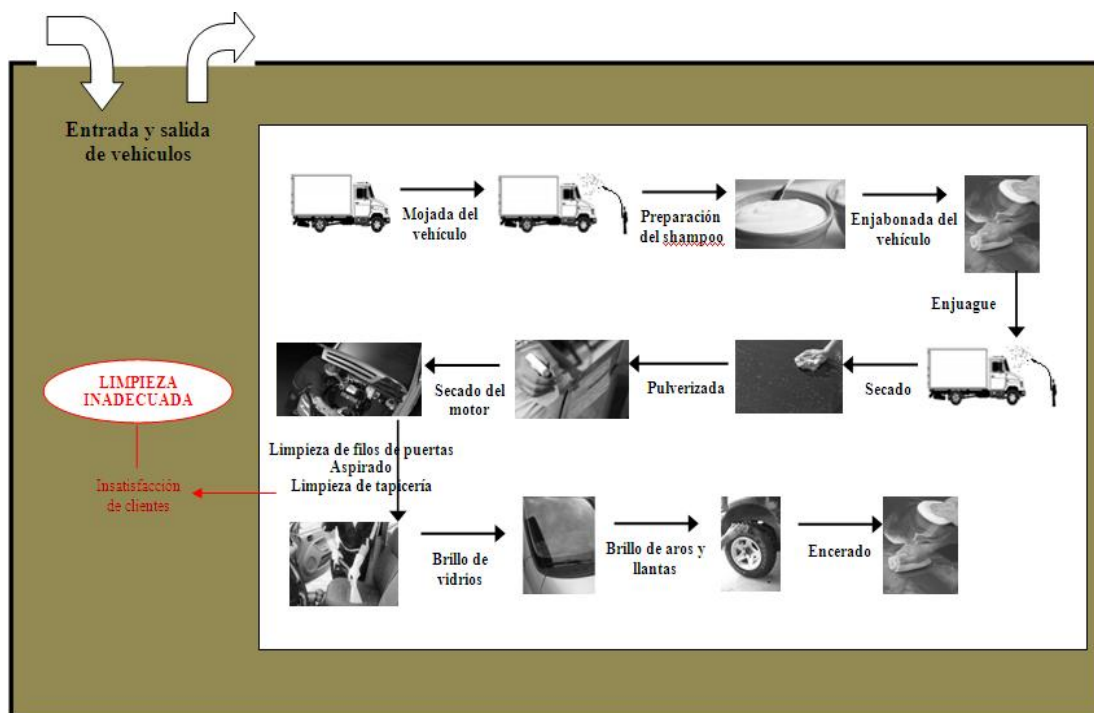 Entrada y salida
de vehículos
Mojada del
vehículo
Preparación
del shampoo
Enjabonada del
vehículo
Enjuague
Secado
Pulverizada
Secado del
motor
LIMPIEZA
INADECUADA
Insatisfacción
de clientes
Limpieza de filos de puertas
Aspirado
Limpieza de tapicería
Brillo de
vidrios
Brillo de aros y
llantas
Encerado